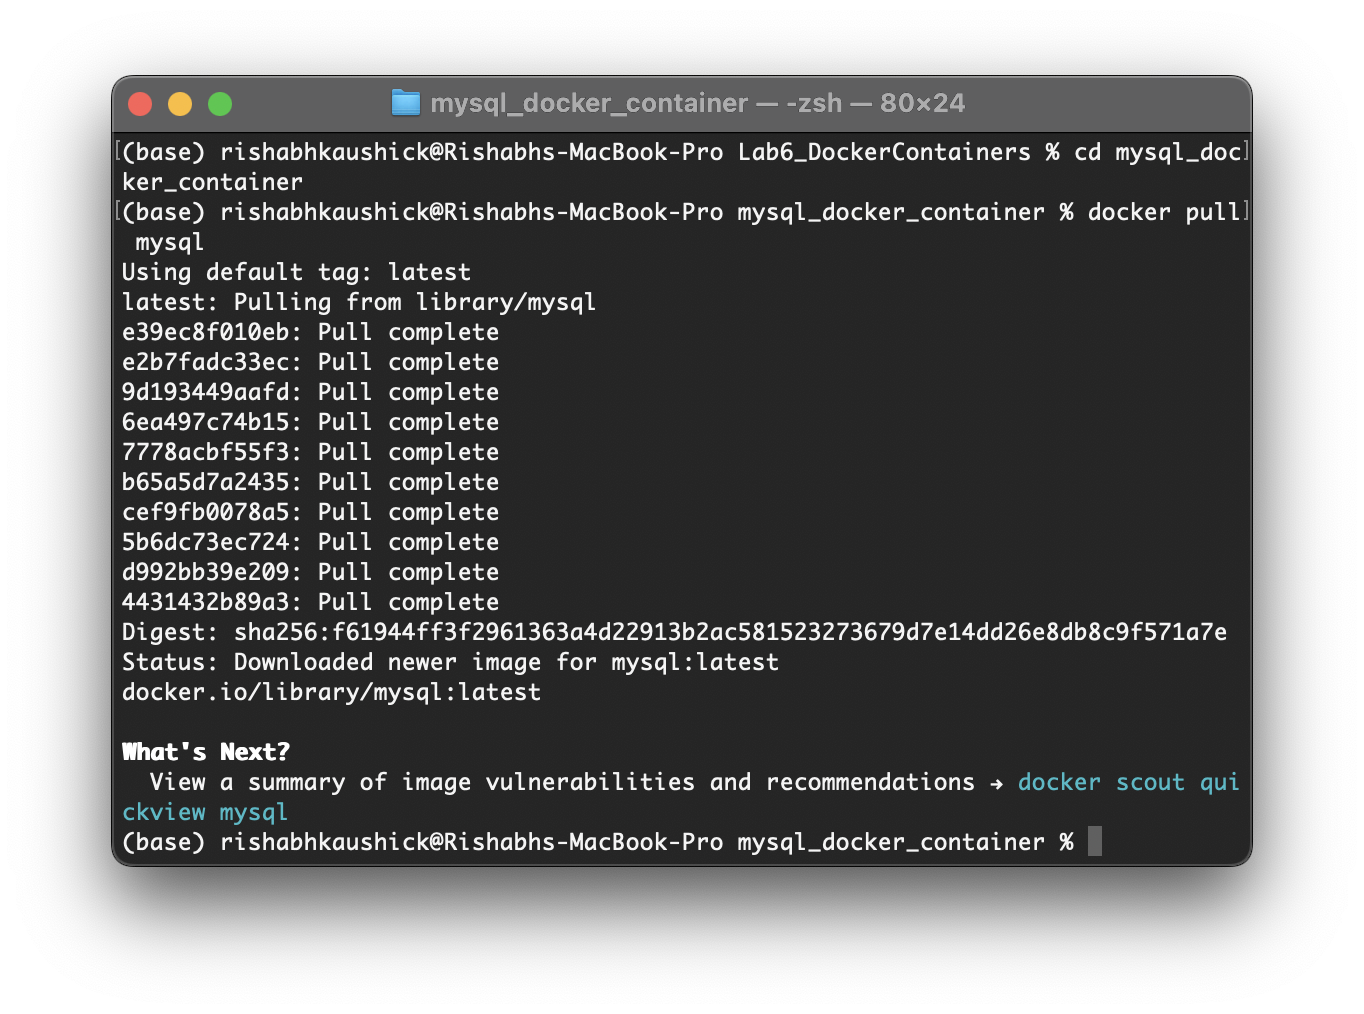 mysql_docker_container — -zsh — 80×24
[(base) rishabhkaushick@Rishabhs-MacBook-Pro Lab6_DockerContainers % cd mysql_doc]
ker_container
[(base) rishabhkaushick@Rishabhs-MacBook-Pro mysql_docker_container % docker pull]
 mysql
Using default tag: latest
latest: Pulling from library/mysql
e39ec8f010eb: Pull complete
e2b7fadc33ec: Pull complete
9d193449aafd: Pull complete
6ea497c74b15: Pull complete
7778acbf55f3: Pull complete
b65a5d7a2435: Pull complete
cef9fb0078a5: Pull complete
5b6dc73ec724: Pull complete
d992bb39e209: Pull complete
4431432b89a3: Pull complete
Digest: sha256:f61944ff3f2961363a4d22913b2ac581523273679d7e14dd26e8db8c9f571a7e
Status: Downloaded newer image for mysql:latest
docker.io/library/mysql:latest
What's Next?
  View a summary of image vulnerabilities and recommendations → docker scout qui
ckview mysql
(base) rishabhkaushick@Rishabhs-MacBook-Pro mysql_docker_container %